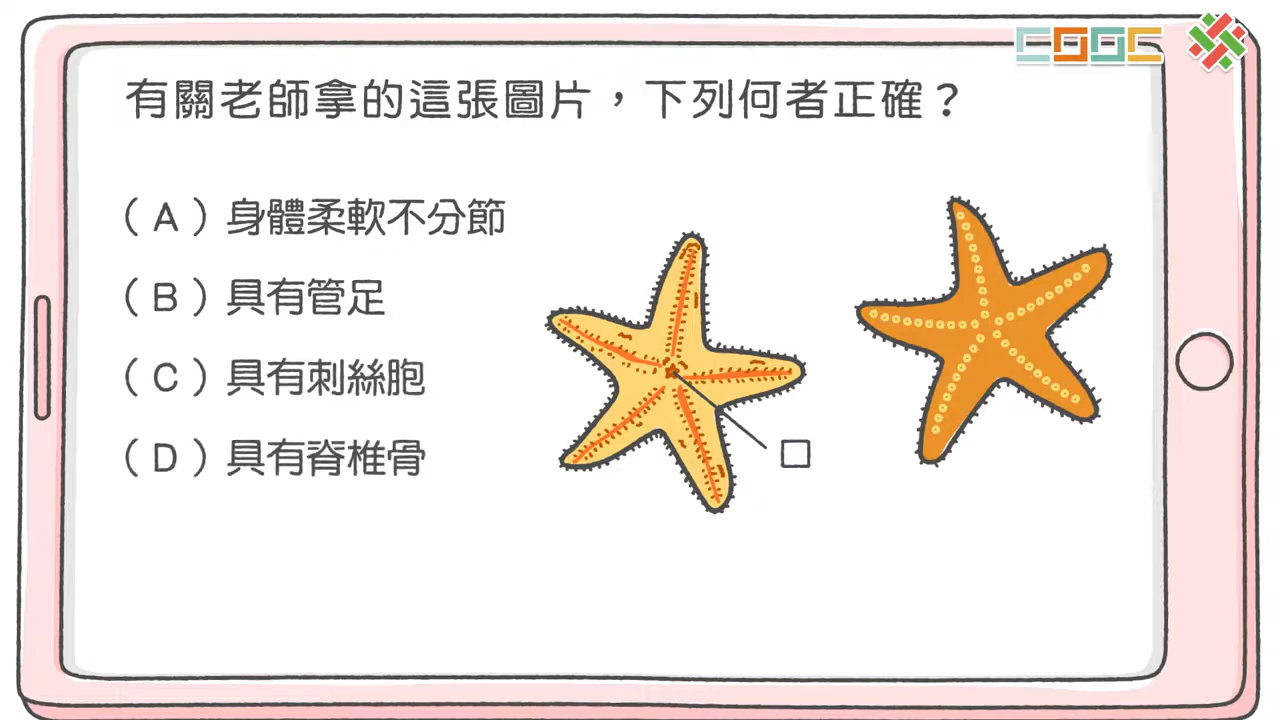 有關老師拿的這張圖片，下列何者正確？
（A）身體柔軟不分節
（B）具有管足
（C）具有刺絲胞
（D）具有脊椎骨
口